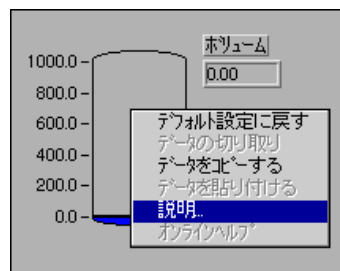 ボリューム
1000.0
0.00
800.0
600.0
400.0
200.0
0.0
デフォルト設定に戻す
データの切り取り
データをコピーする
データを貼り付ける
説明...
オンラインヘルプ